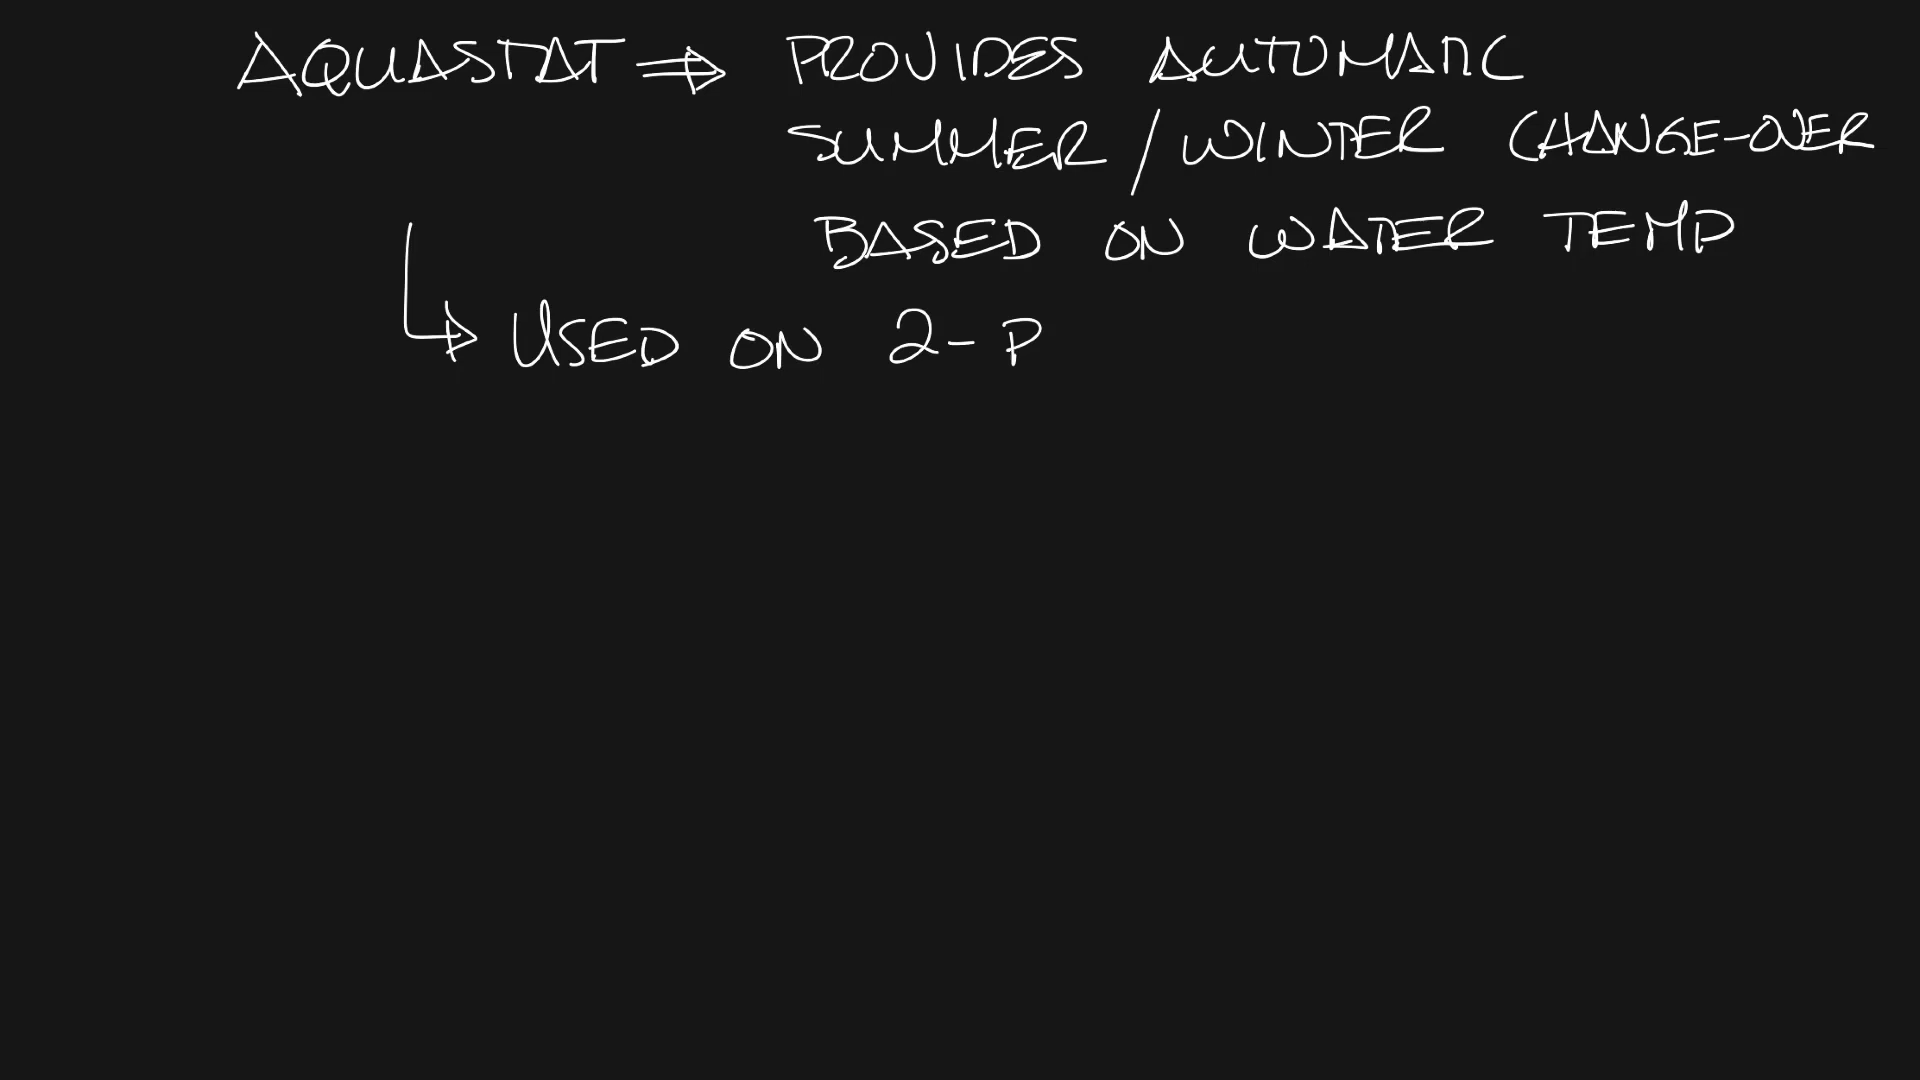 AQUASTAT ⇒ PROVIDES AUTOMATIC
SUMMER / WINTER CHANGE-OVER
BASED ON WATER TEMP
↳ USED ON 2-P